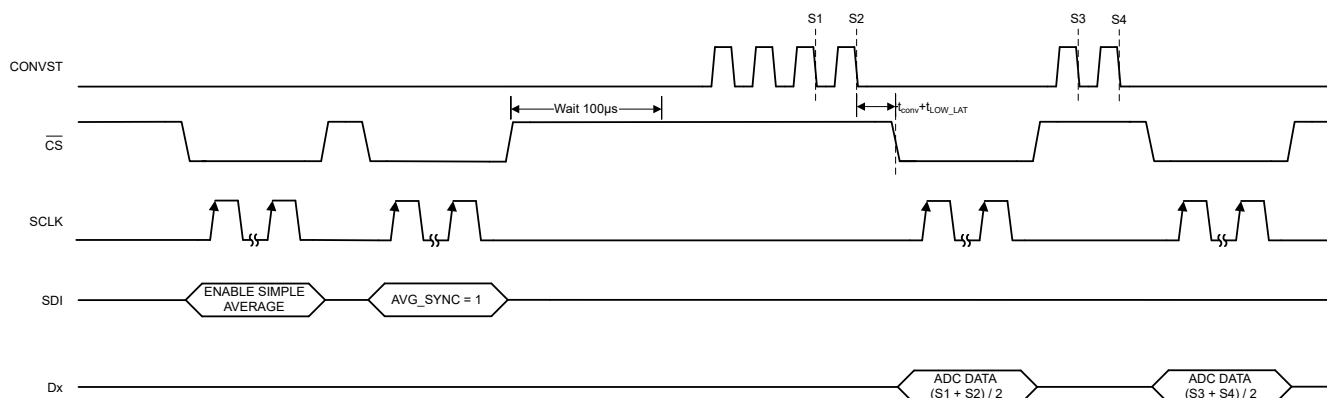 S1 S2 S3 S4
CONVST
Wait 100µs
tconv+tLOW_LAT
CS
SCLK
SDI
ENABLE SIMPLE
AVERAGE
AVG_SYNC = 1
Dx
ADC DATA
(S1 + S2) / 2
ADC DATA
(S3 + S4) / 2